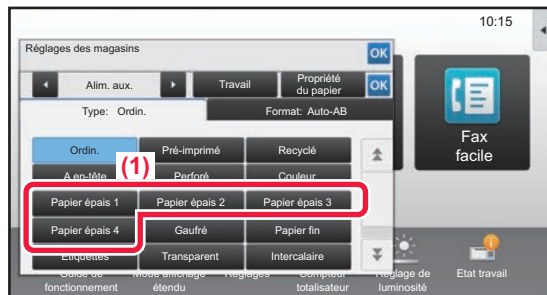 10:15
Réglages des magasins
OK
Alim. aux.
Travail
Propriété
du papier
OK
Type: Ordin.
Format: Auto-AB
Ordin.
Pré-imprimé
Recyclé
A en-tête
Perforé
Couleur
(1)
Papier épais 1
Papier épais 2
Papier épais 3
Papier épais 4
Gaufré
Papier fin
Etiquettes
Transparent
Intercalaire
Fax
facile
Guide de
fonctionnement
Mode affichage
étendu
Réglages
Compteur
totalisateur
Réglage de
luminosité
Etat travail